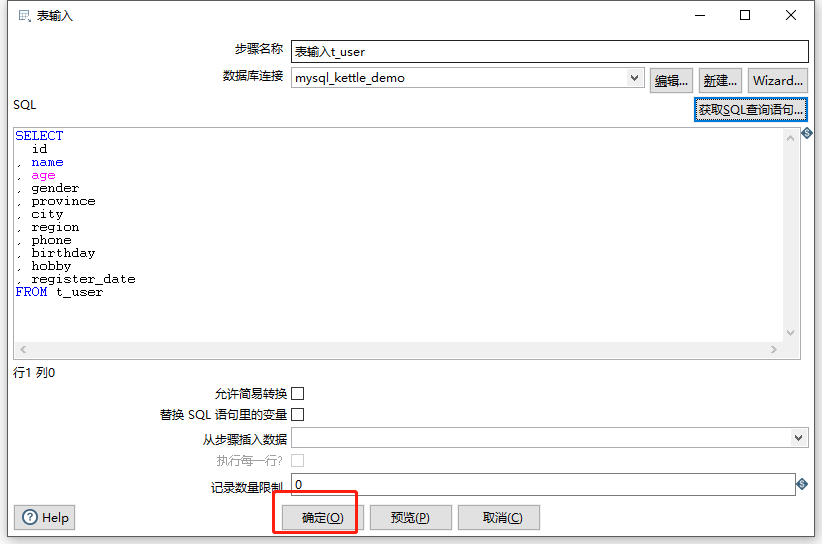 表输入
步骤名称 表输入t_user
数据库连接 mysql_kettle_demo 编辑... 新建... Wizard...
SQL 获取SQL查询语句...
SELECT
id
, name
, age
, gender
, province
, city
, region
, phone
, birthday
, hobby
, register_date
FROM t_user
行1 列0
允许简易转换
替换 SQL 语句里的变量
从步骤插入数据
执行每一行?
记录数量限制 0
Help 确定(O) 预览(P) 取消(C)